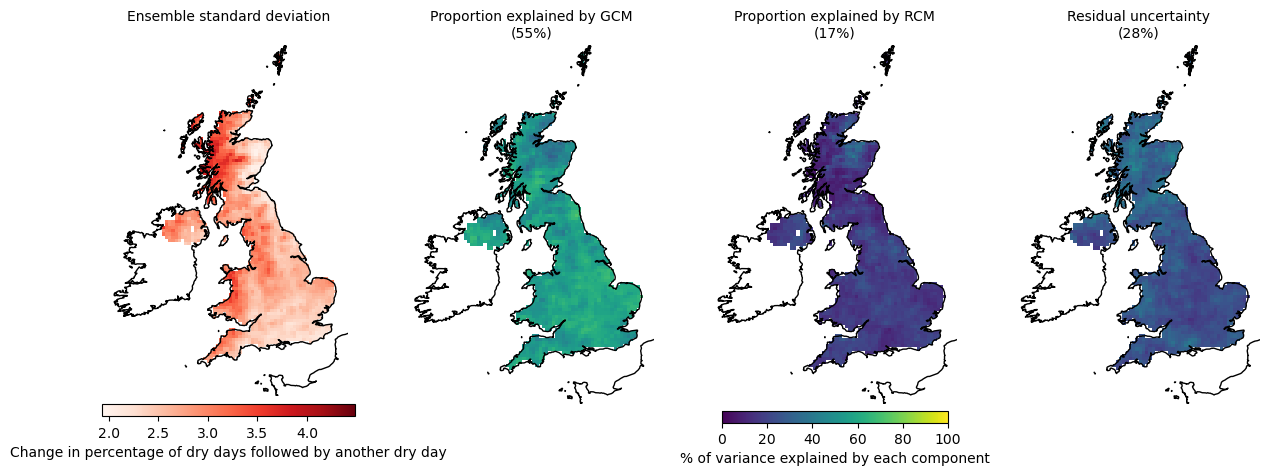 Ensemble standard deviation
Proportion explained by GCM
(55%)
Proportion explained by RCM
(17%)
Residual uncertainty
(28%)
2.0 2.5 3.0 3.5 4.0
Change in percentage of dry days followed by another dry day
0 20 40 60 80 100
% of variance explained by each component